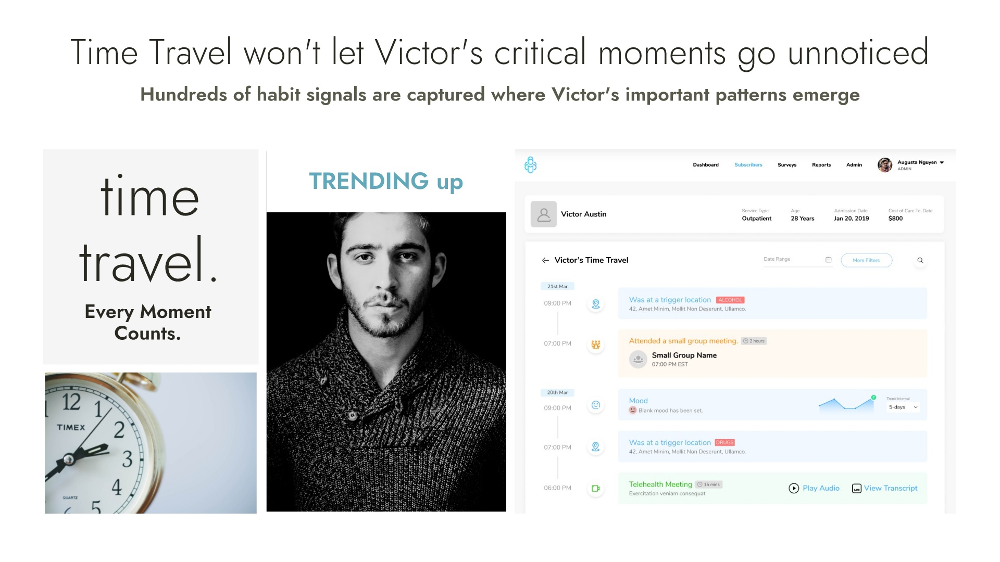 Time Travel won't let Victor's critical moments go unnoticed
Hundreds of habit signals are captured where Victor's important patterns emerge
time
travel.
Every Moment
Counts.
12
1
2
3
4
5
6
TIMEX
QUARTZ
TRENDING up
Dashboard
Subscribers
Surveys
Reports
Admin
Augusta Nguyen
ADMIN
Victor Austin
Service Type
Outpatient
Age
28 Years
Admission Date
Jan 20, 2019
Cost of Care To-Date
$800
Victor's Time Travel
Date Range
More Filters
21st Mar
09:00 PM
Was at a trigger location ALCOHOL
42, Amet Minim, Mollit Non Deserunt, Ullamco.
07:00 PM
Attended a small group meeting. 2 hours
Small Group Name
07:00 PM EST
20th Mar
09:00 PM
Mood
Blank mood has been set.
Trend Interval
5-days
07:00 PM
Was at a trigger location DRUGS
42, Amet Minim, Mollit Non Deserunt, Ullamco.
06:00 PM
Telehealth Meeting 15 mins
Exercitation veniam consequat
Play Audio
View Transcript